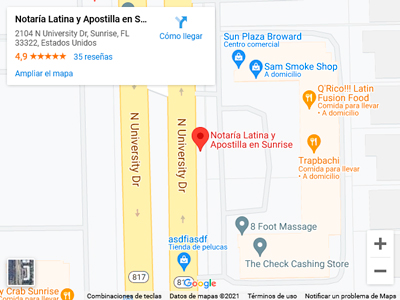 Notaría Latina y Apostilla en S...
2104 N University Dr, Sunrise, FL
33322, Estados Unidos
4,9 ★★★★★ 35 reseñas
Ampliar el mapa
Cómo llegar
Sun Plaza Broward
Centro comercial
Sam Smoke Shop
A domicilio
Q'Rico!!! Latin
Fusion Food
Comida para llevar
• A domicilio
N University Dr
N University Dr
Notaría Latina y
Apostilla en Sunrise
Trapbachi
Comida para llevar
• A domicilio
8 Foot Massage
asdfiasdf
Tienda de pelucas
The Check Cashing Store
y Crab Sunrise
Comida para llevar
817
817
Google
+
−
Combinaciones de teclas
Datos de mapas ©2021
Términos de uso
Notificar un problema de Maps